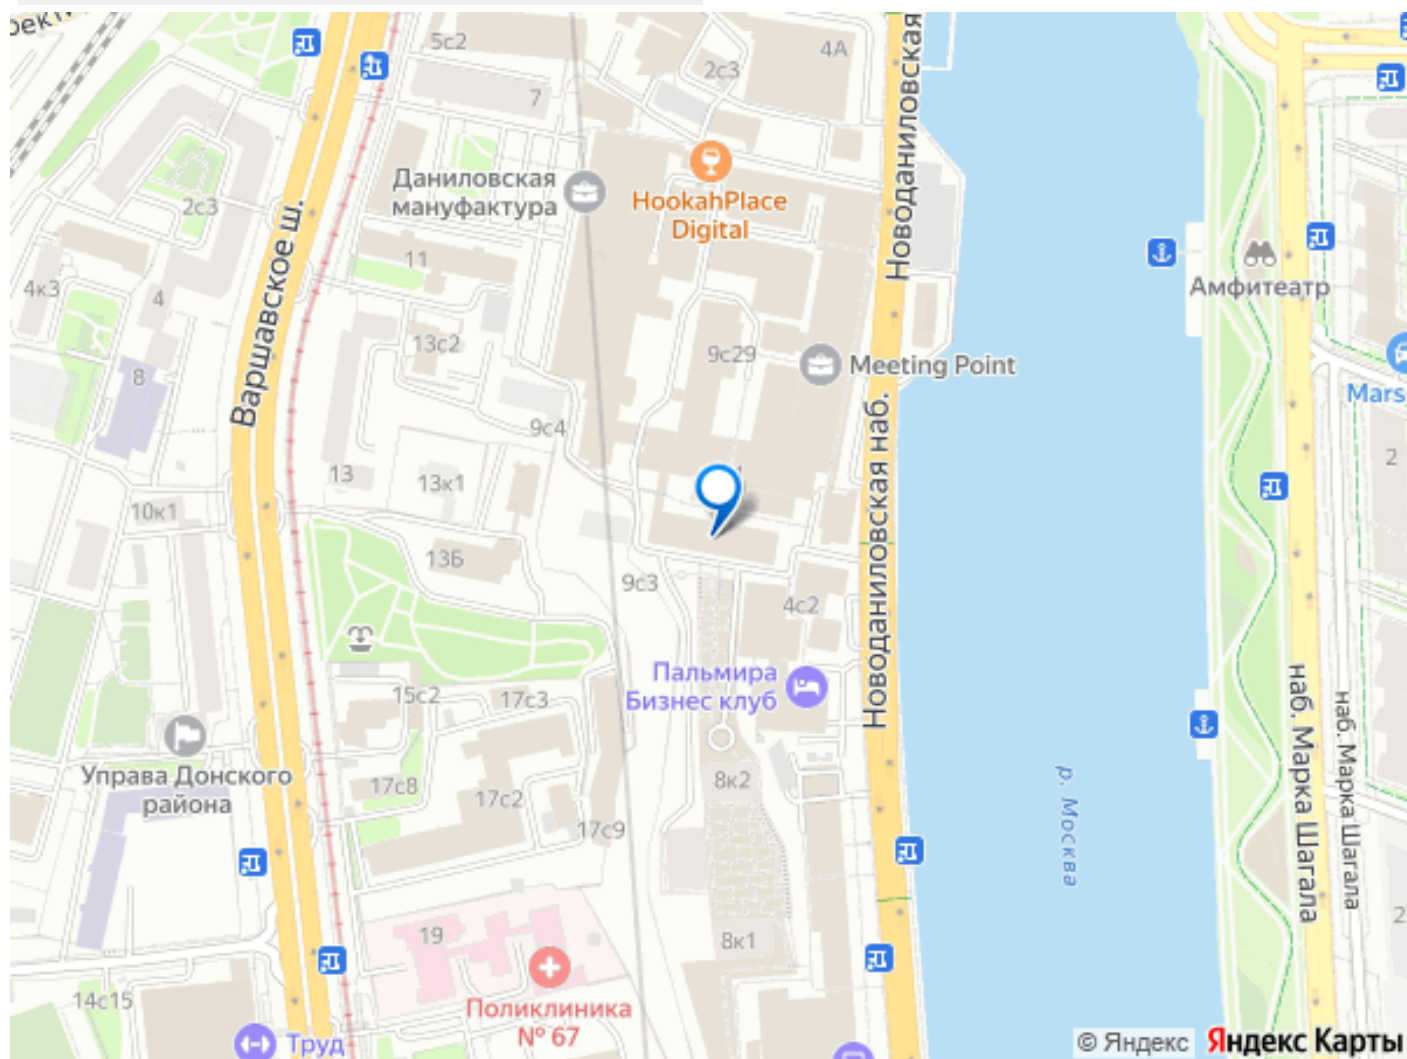 5с2
4А
2с3
7
Новоданиловская
HookahPlace
Digital
Даниловская
мануфактура
2с3
Варшавское ш.
11
4к3
4
Амфитеатр
13с2
9с29
Meeting Point
8
Mars
9с4
Новоданиловская наб.
2
13
13к1
10к1
13Б
9с3
4с2
Пальмира
Бизнес клуб
15с2
17с3
наб. Марка Шагала
наб. Марка Шагала
Управа Донского
района
17с8
17с2
8к2
р. Москва
17с9
19
8к1
Поликлиника
№ 67
14с15
Труд
© Яндекс Яндекс Карты